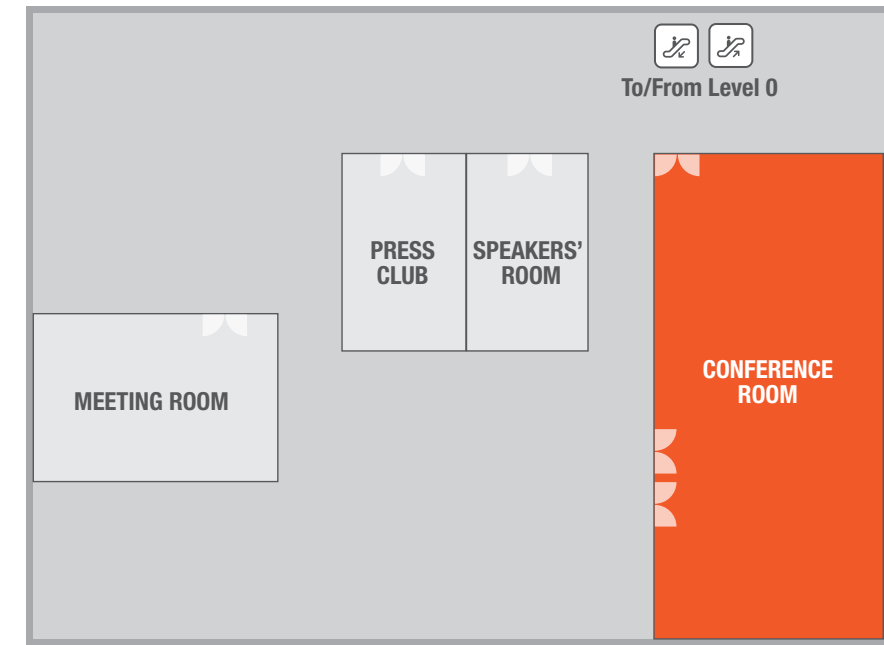 To/From Level 0
PRESS
CLUB
SPEAKERS’
ROOM
CONFERENCE
ROOM
MEETING ROOM